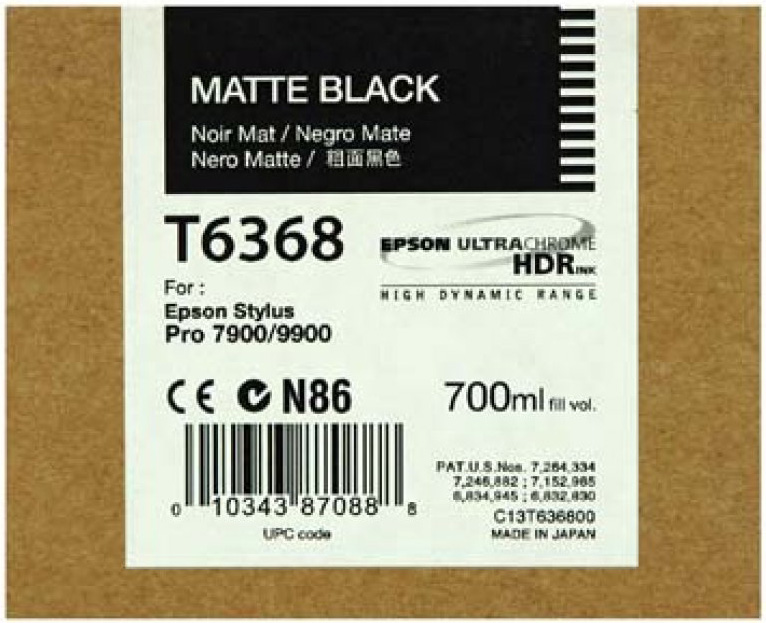 MATTE BLACK
Noir Mat / Negro Mate
Nero Matte / 粗面黑色
T6368
EPSON ULTRACHROME
HDR INK
HIGH DYNAMIC RANGE
For :
Epson Stylus
Pro 7900/9900
CE N86
700ml fill vol.
PAT.U.S.Nos. 7,264,334
7,246,882 ; 7,152,965
6,834,945 ; 6,832,830
C13T636800
MADE IN JAPAN
0 10343 87088 8
UPC code